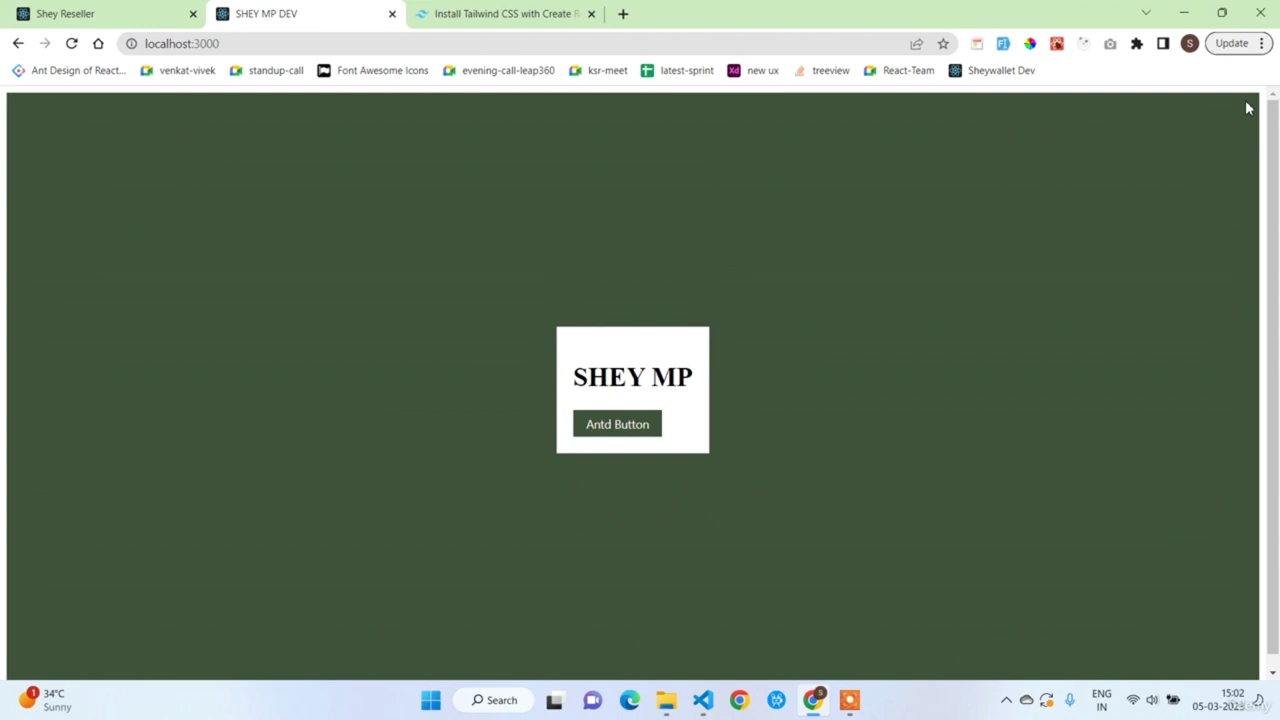 Shey Reseller
SHEY MP DEV
Install Tailwind CSS with Create R
localhost:3000
S
Update
Ant Design of React...
venkat-vivek
standup-call
Font Awesome Icons
evening-call-leap360
ksr-meet
latest-sprint
Xd
new ux
treeview
React-Team
Sheywallet Dev
SHEY MP
Antd Button
1
34°C
Sunny
Search
S
ENG
IN
15:02
05-03-2023